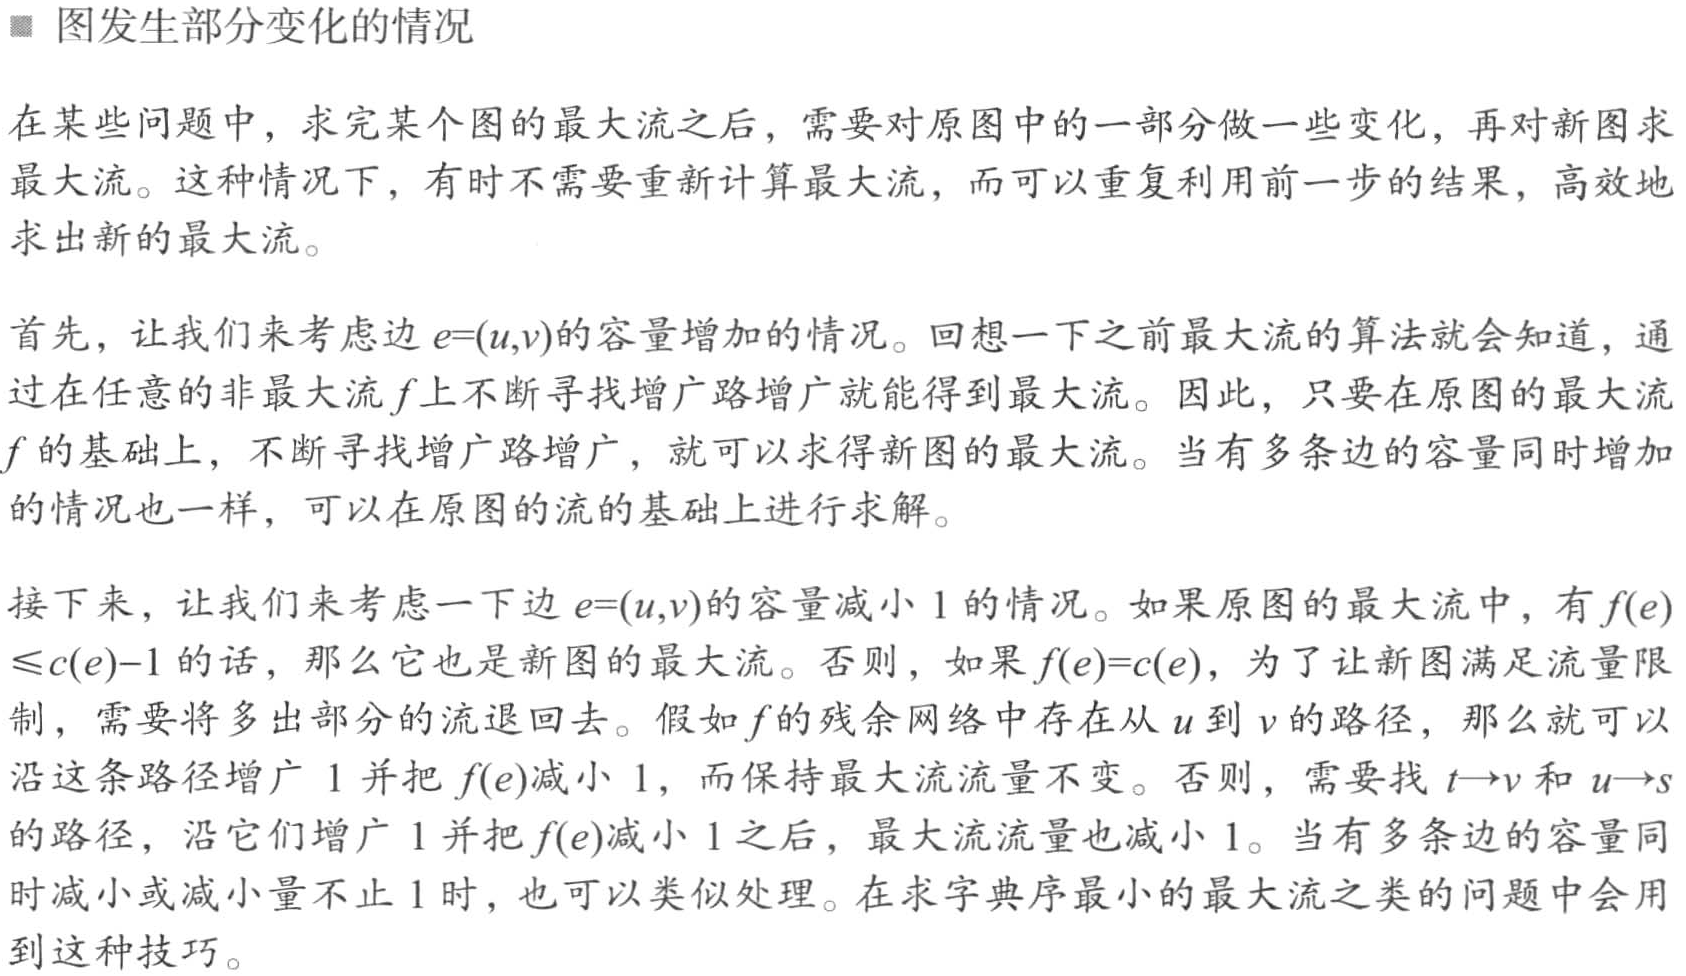 ■ 图发生部分变化的情况
在某些问题中，求完某个图的最大流之后，需要对原图中的一部分做一些变化，再对新图求
最大流。这种情况下，有时不需要重新计算最大流，而可以重复利用前一步的结果，高效地
求出新的最大流。
首先，让我们来考虑边 e=(u,v)的容量增加的情况。回想一下之前最大流的算法就会知道，通
过在任意的非最大流 f 上不断寻找增广路增广就能得到最大流。因此，只要在原图的最大流
f 的基础上，不断寻找增广路增广，就可以求得新图的最大流。当有多条边的容量同时增加
的情况也一样，可以在原图的流的基础上进行求解。
接下来，让我们来考虑一下边 e=(u,v)的容量减小 1 的情况。如果原图的最大流中，有 f(e)
≤c(e)−1 的话，那么它也是新图的最大流。否则，如果 f(e)=c(e)，为了让新图满足流量限
制，需要将多出部分的流退回去。假如 f 的残余网络中存在从 u 到 v 的路径，那么就可以
沿这条路径增广 1 并把 f(e)减小 1，而保持最大流流量不变。否则，需要找 t→v 和 u→s
的路径，沿它们增广 1 并把 f(e)减小 1 之后，最大流流量也减小 1。当有多条边的容量同
时减小或减小量不止 1 时，也可以类似处理。在求字典序最小的最大流之类的问题中会用
到这种技巧。